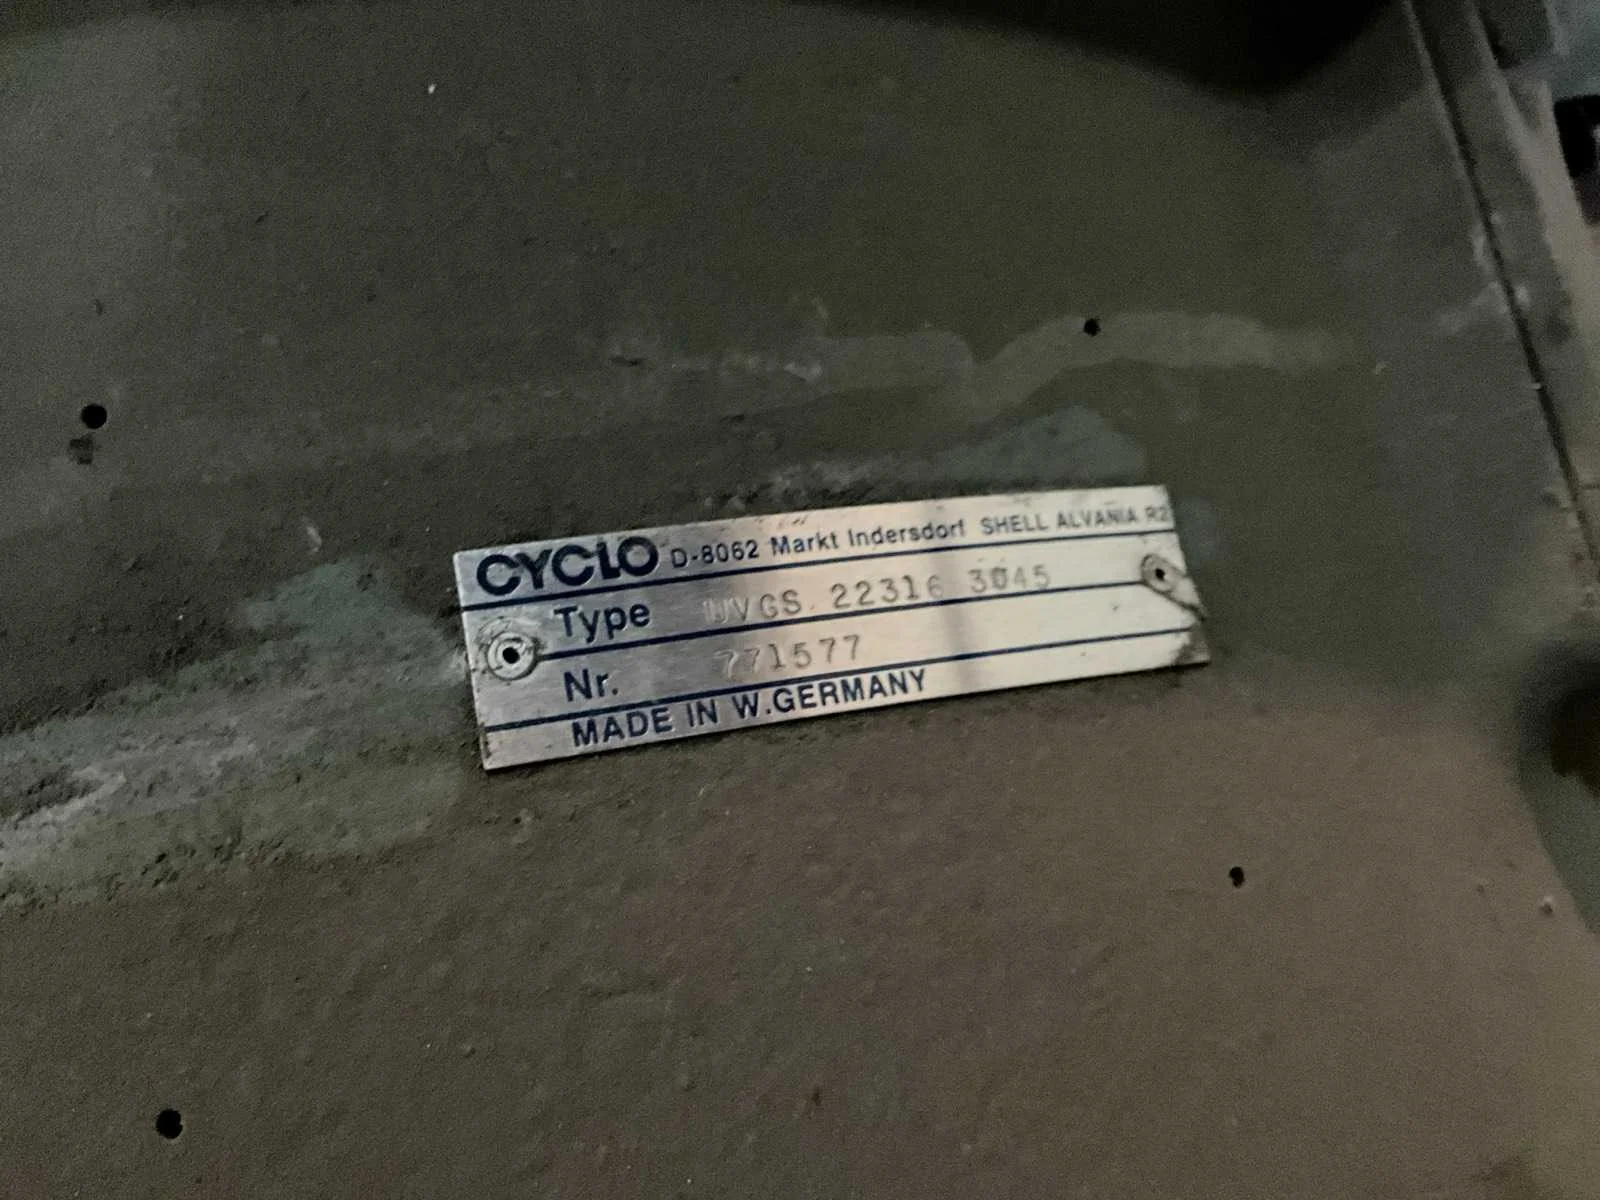 CYCLO D-8062 Markt Indersdorf SHELL ALVANIA R2
Type UVGS. 22316 3045
Nr. 771577
MADE IN W.GERMANY